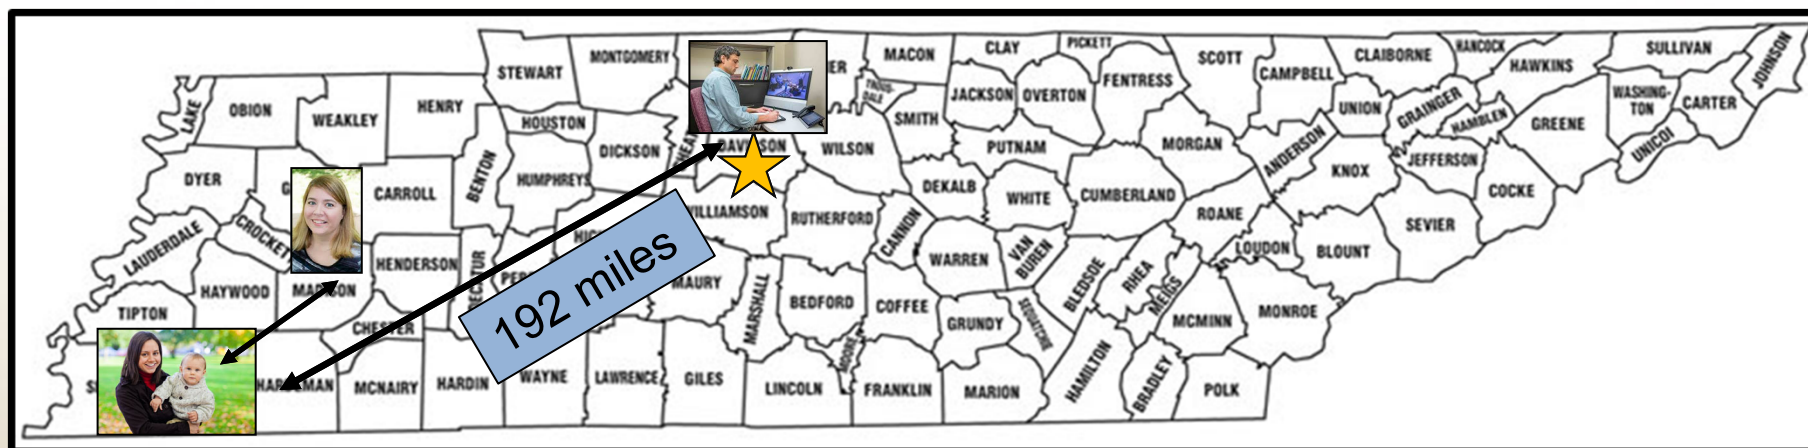 STEWART
MONTGOMERY
MACON
CLAY
PICKETT
SCOTT
CAMPBELL
CLAIBORNE
HANCOCK
HAWKINS
SULLIVAN
JOHNSON
LAKE
OBION
WEAKLEY
HENRY
HOUSTON
DICKSON
TROUS-
DALE
SMITH
JACKSON
OVERTON
FENTRESS
UNION
GRAINGER
HAMBLEN
GREENE
WASHING-
TON
CARTER
UNICOI
DYER
CARROLL
BENTON
HUMPHREYS
WILSON
PUTNAM
MORGAN
ANDERSON
KNOX
JEFFERSON
COCKE
DEKALB
WHITE
CUMBERLAND
ROANE
SEVIER
LAUDERDALE
HENDERSON
RUTHERFORD
CANNON
WARREN
VAN
BUREN
BLEDSOE
RHEA
MEIGS
LOUDON
BLOUNT
TIPTON
HAYWOOD
192 miles
MAURY
MARSHALL
BEDFORD
COFFEE
GRUNDY
SEQUATCHIE
MCMINN
MONROE
MCNAIRY
HARDIN
WAYNE
LAWRENCE
GILES
LINCOLN
MOORE
FRANKLIN
MARION
HAMILTON
BRADLEY
POLK